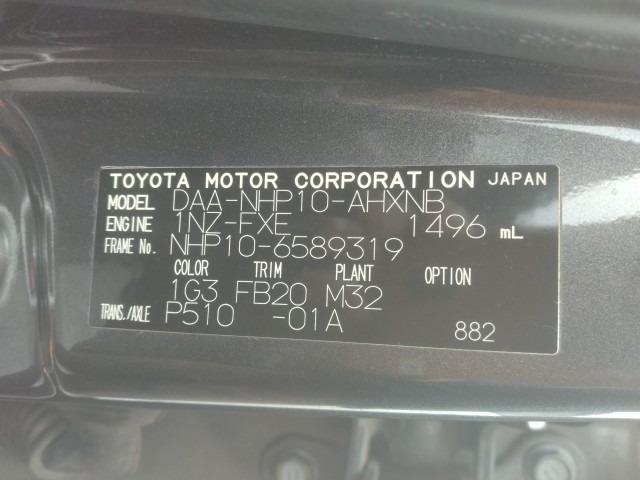 TOYOTA MOTOR CORPORATION JAPAN
MODEL DAA-NHP10-AHXNB
ENGINE 1NZ-FXE 1496 mL
FRAME No. NHP10-6589319
COLOR TRIM PLANT OPTION
1G3 FB20 M32
TRANS./AXLE P510 -01A 882